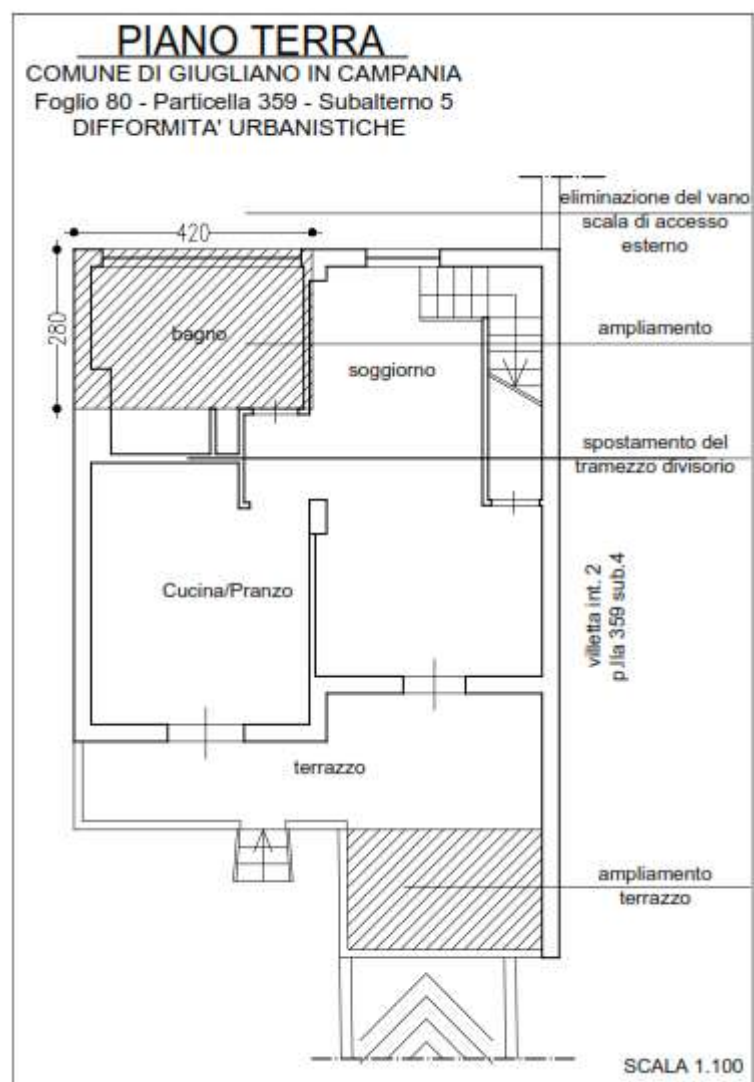 PIANO TERRA
COMUNE DI GIUGLIANO IN CAMPANIA
Foglio 80 - Particella 359 - Subalterno 5
DIFFORMITA' URBANISTICHE
eliminazione del vano
scala di accesso
esterno
420
280
bagno
ampliamento
soggiorno
spostamento del
tramezzo divisorio
Cucina/Pranzo
villetta int. 2
p.lla 359 sub.4
terrazzo
ampliamento
terrazzo
SCALA 1.100